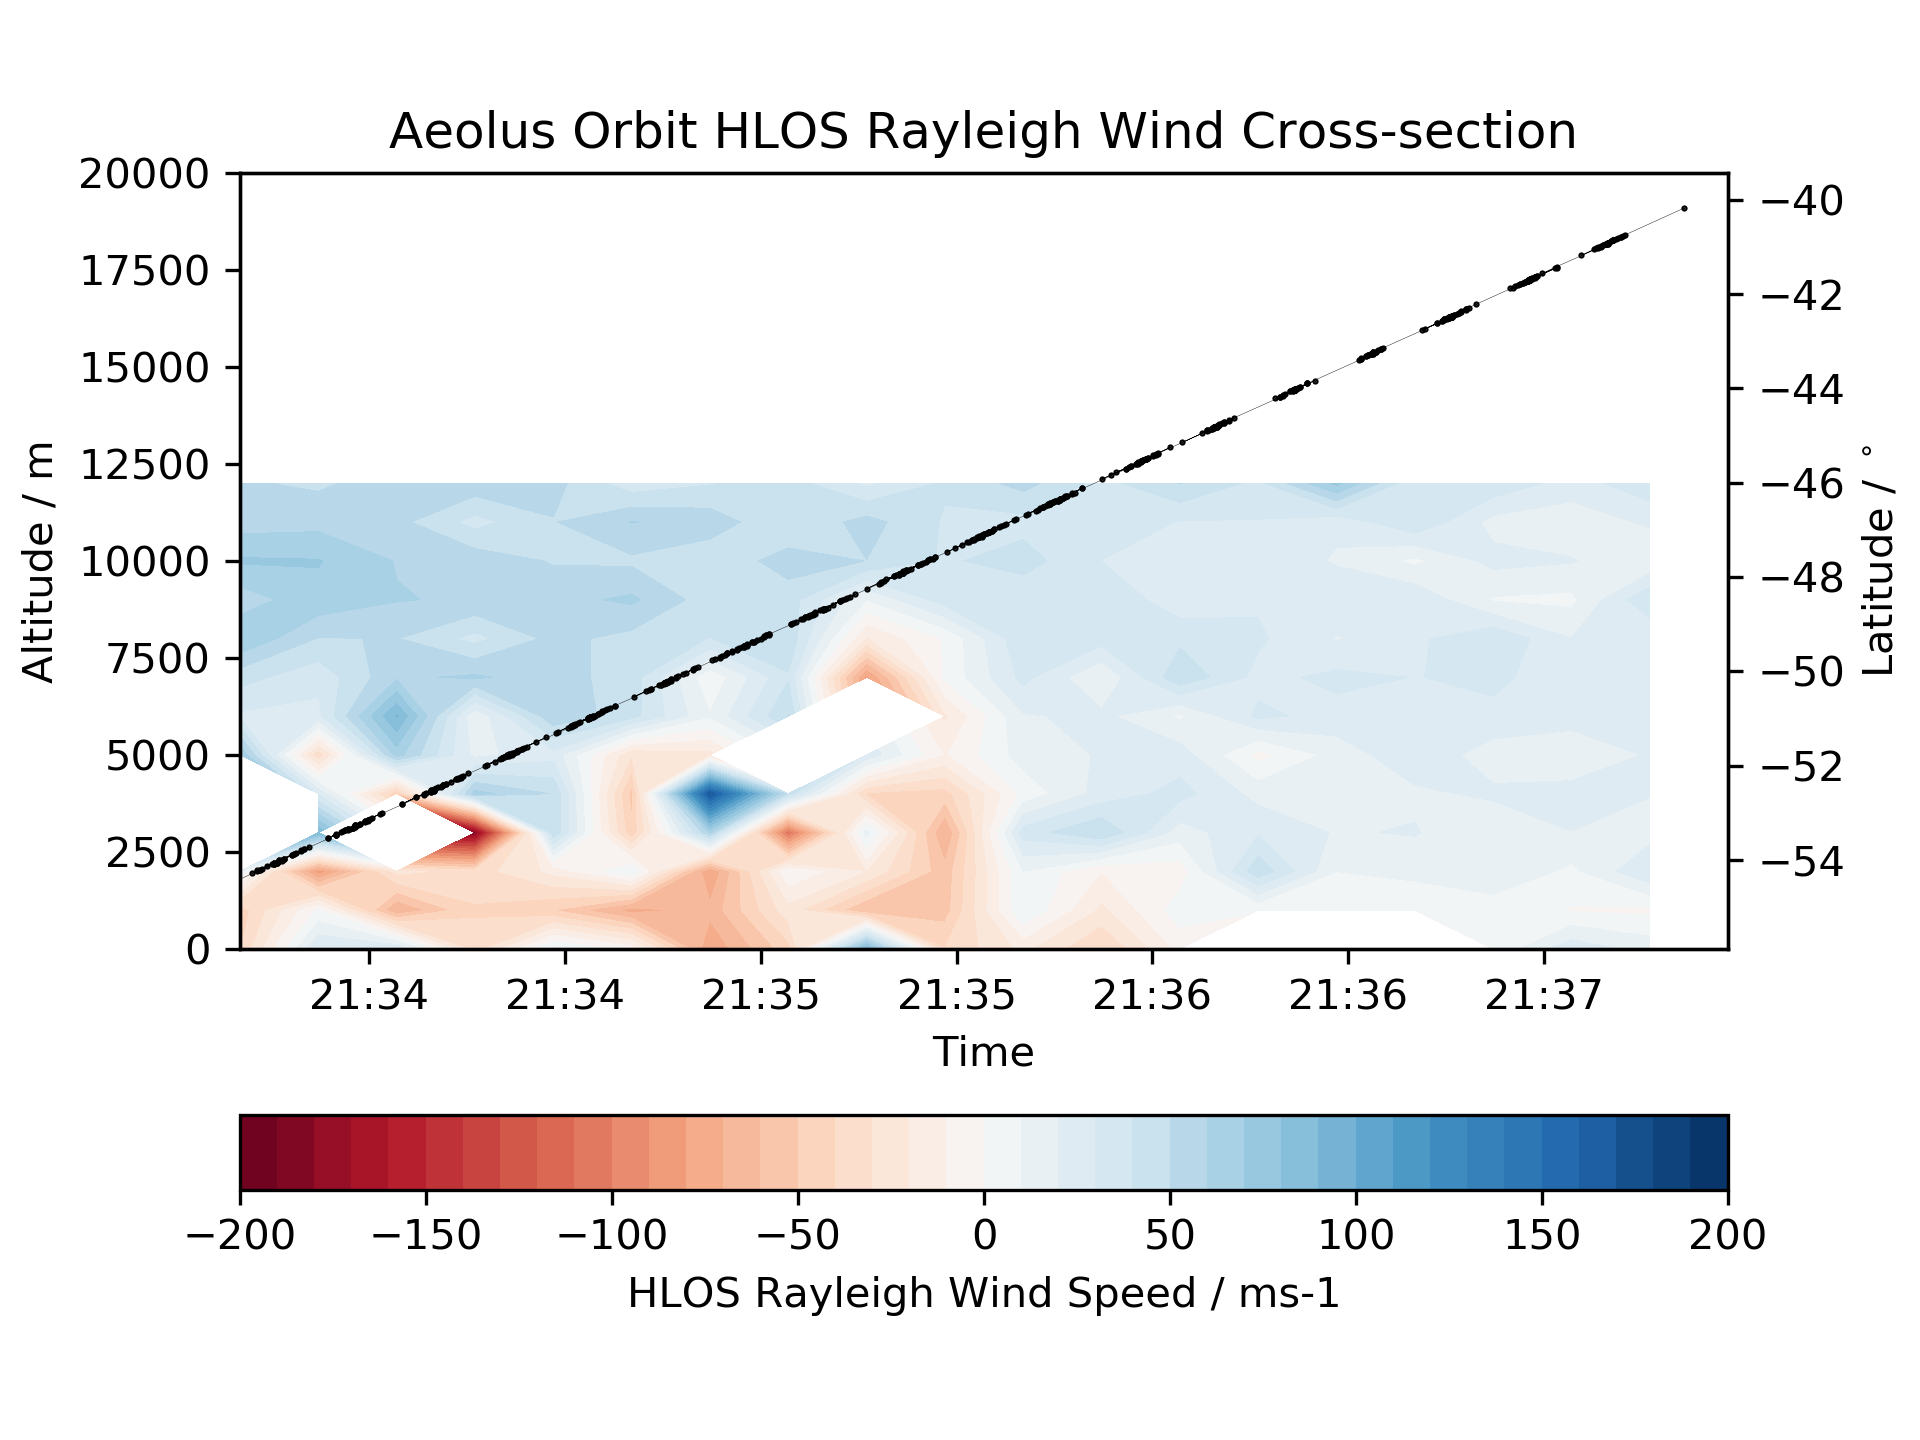 Aeolus Orbit HLOS Rayleigh Wind Cross-section
20000
17500
15000
12500
10000
7500
5000
2500
0
Altitude / m
−40
−42
−44
−46
−48
−50
−52
−54
Latitude / °
21:34 21:34 21:35 21:35 21:36 21:36 21:37
Time
−200 −150 −100 −50 0 50 100 150 200
HLOS Rayleigh Wind Speed / ms-1